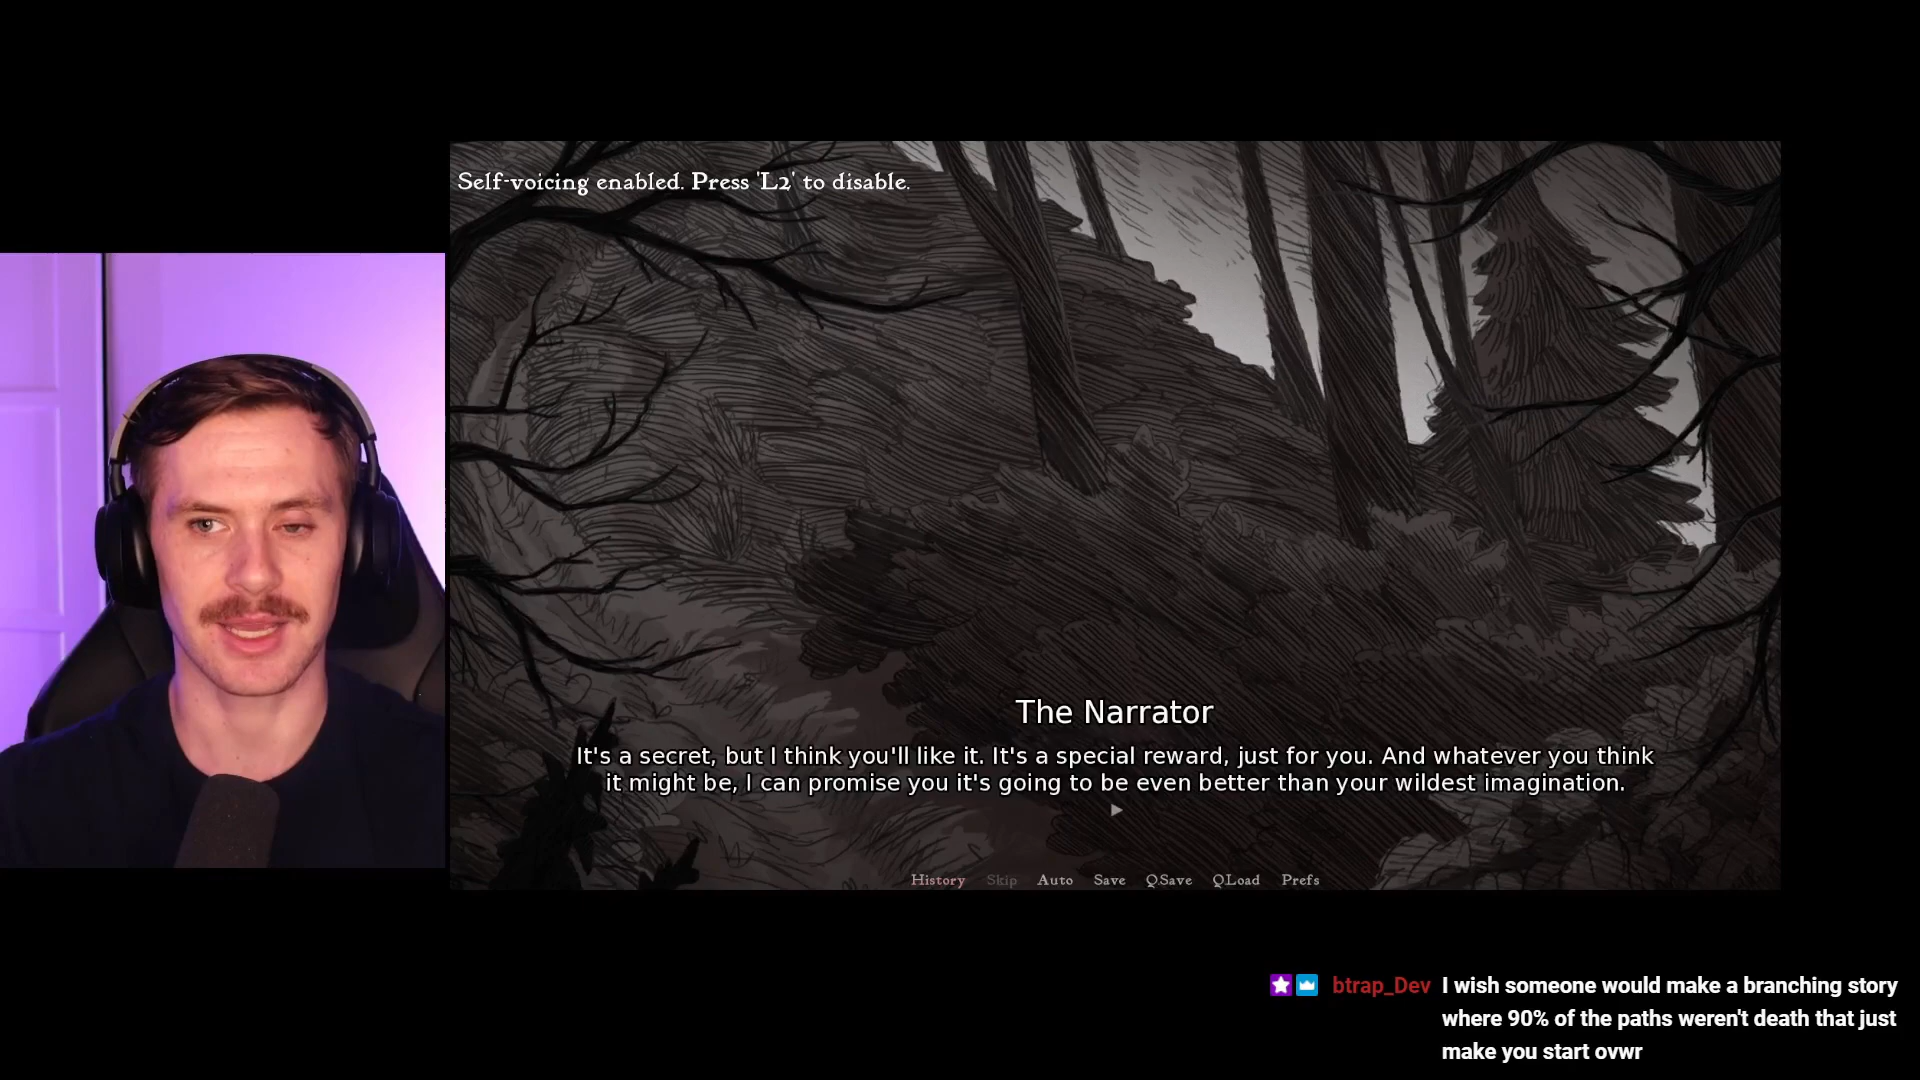 Self-voicing enabled. Press 'L2' to disable.
The Narrator
It's a secret, but I think you'll like it. It's a special reward, just for you. And whatever you think
it might be, I can promise you it's going to be even better than your wildest imagination.
History Skip Auto Save Q.Save Q.Load Prefs
btrap_Dev I wish someone would make a branching story
where 90% of the paths weren't death that just
make you start ovwr